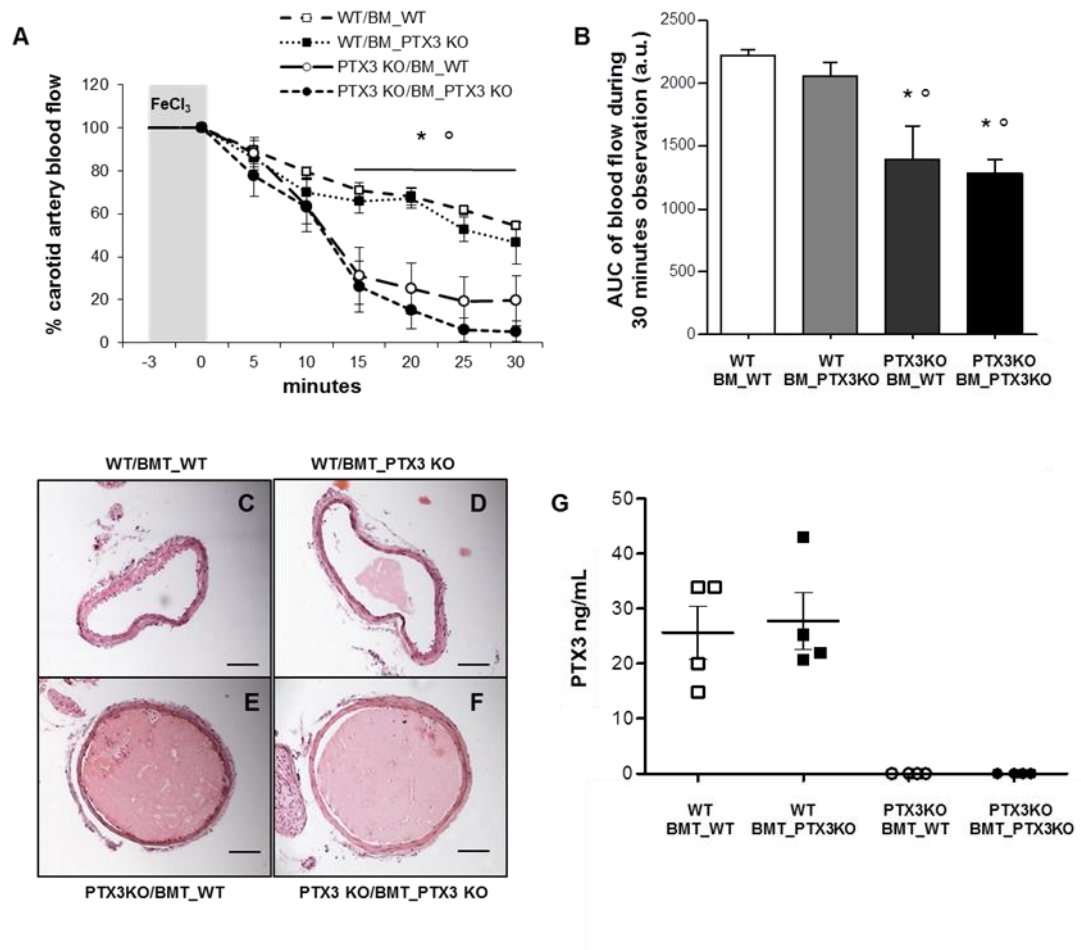 A
WT/BM_WT
WT/BM_PTX3 KO
PTX3 KO/BM_WT
PTX3 KO/BM_PTX3 KO
% carotid artery blood flow
120
100
80
60
40
20
0
FeCl₃
* °
-3 0 5 10 15 20 25 30
minutes
B
AUC of blood flow during
30 minutes observation (a.u.)
2500
2000
1500
1000
500
0
* °
* °
WT WT PTX3KO PTX3KO
BM_WT BM_PTX3KO BM_WT BM_PTX3KO
WT/BMT_WT WT/BMT_PTX3 KO
C D
E F
PTX3KO/BMT_WT PTX3 KO/BMT_PTX3 KO
G
PTX3 ng/mL
50
40
30
20
10
0
WT WT PTX3KO PTX3KO
BMT_WT BMT_PTX3KO BMT_WT BMT_PTX3KO